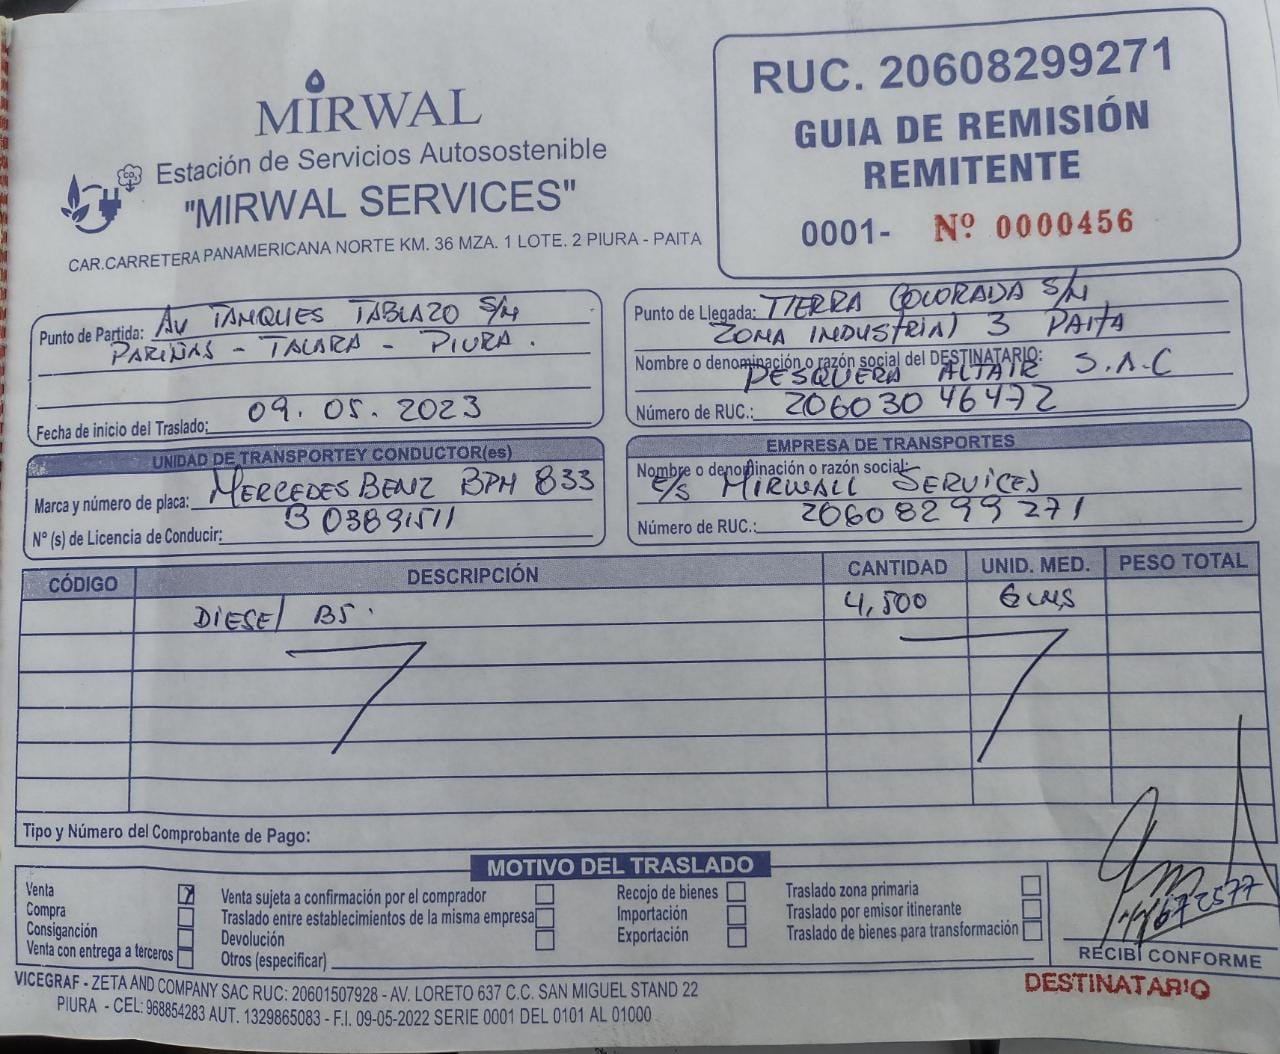 MIRWAL
Estación de Servicios Autosostenible
"MIRWAL SERVICES"
CAR.CARRETERA PANAMERICANA NORTE KM. 36 MZA. 1 LOTE. 2 PIURA - PAITA
CO₂
RUC. 20608299271
GUIA DE REMISIÓN
REMITENTE
0001- Nº 0000456
Punto de Partida: AV TANQUES TABLAZO S/N
PARIÑAS - TALARA - PIURA.
Fecha de inicio del Traslado: 09. 05. 2023
Punto de Llegada: TIERRA COLORADA S/N
ZONA INDUSTRIAL 3 PAITA
Nombre o denominación o razón social del DESTINATARIO:
PESQUERA ALTAIR S.A.C
Número de RUC.: 20603046472
UNIDAD DE TRANSPORTEY CONDUCTOR(es)
Marca y número de placa: MERCEDES BENZ BPH 833
Nº (s) de Licencia de Conducir: B03891511
EMPRESA DE TRANSPORTES
Nombre o denominación o razón social:
E/S MIRWALL SERVICES
Número de RUC.: 20608299271
CÓDIGO DESCRIPCIÓN CANTIDAD UNID. MED. PESO TOTAL
DIESEL B5. 4,500 GLNS
Tipo y Número del Comprobante de Pago:
MOTIVO DEL TRASLADO
Venta
Compra
Consiganción
Venta con entrega a terceros
Venta sujeta a confirmación por el comprador
Traslado entre establecimientos de la misma empresa
Devolución
Otros (especificar)
Recojo de bienes
Importación
Exportación
Traslado zona primaria
Traslado por emisor itinerante
Traslado de bienes para transformación
RECIBÍ CONFORME
DESTINATARIO
VICEGRAF - ZETA AND COMPANY SAC RUC: 20601507928 - AV. LORETO 637 C.C. SAN MIGUEL STAND 22
PIURA - CEL: 968854283 AUT. 1329865083 - F.I. 09-05-2022 SERIE 0001 DEL 0101 AL 01000